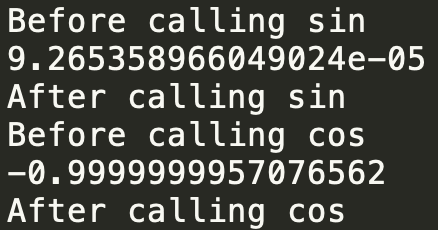 Before calling sin
9.265358966049024e-05
After calling sin
Before calling cos
-0.9999999957076562
After calling cos